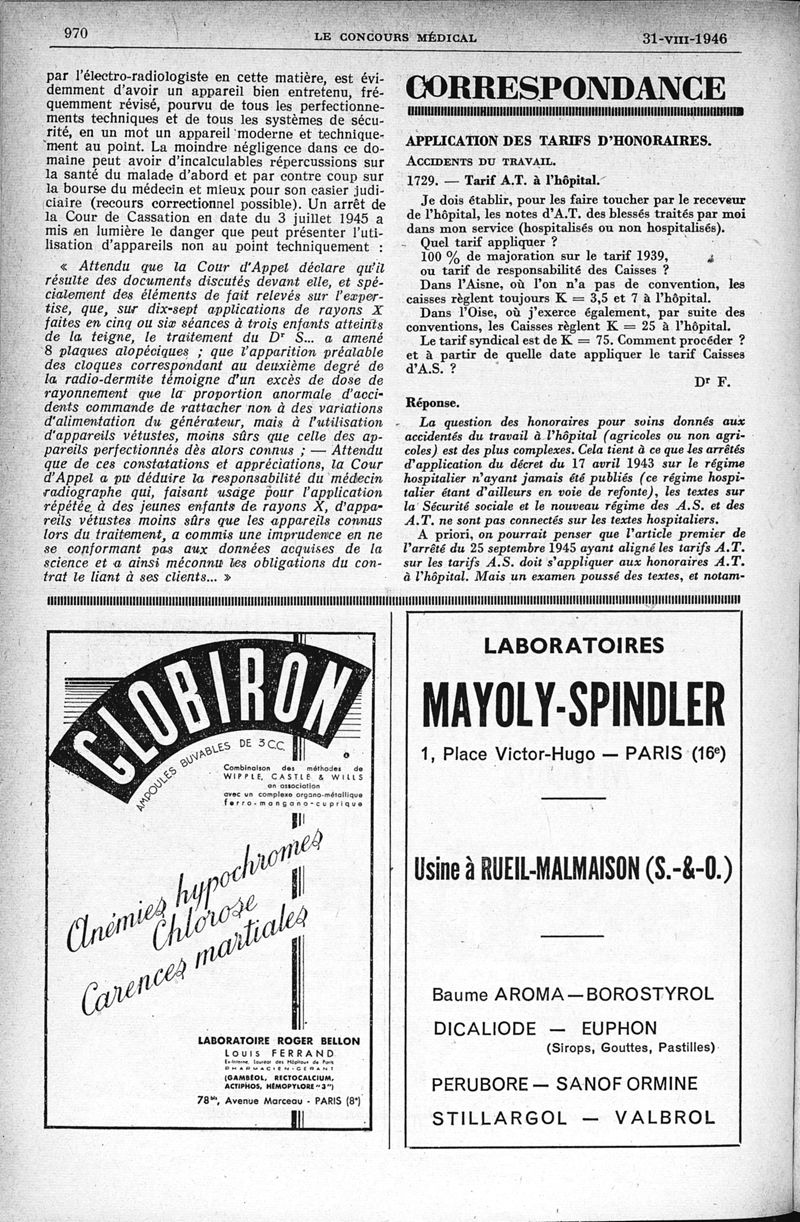 970
LE CONCOURS MÉDICAL
31-VIII-1946
par l'électro-radiologiste en cette matière, est évi-
demment d'avoir un appareil bien entretenu, fré-
quemment révisé, pourvu de tous les perfectionne-
ments techniques et de tous les systèmes de sécu-
rité, en un mot un appareil moderne et technique-
ment au point. La moindre négligence dans ce do-
maine peut avoir d'incalculables répercussions sur
la santé du malade d'abord et par contre coup sur
la bourse du médecin et mieux pour son casier judi-
ciaire (recours correctionnel possible). Un arrêt de
la Cour de Cassation en date du 3 juillet 1945 a
mis en lumière le danger que peut présenter l'uti-
lisation d'appareils non au point techniquement :
« Attendu que la Cour d'Appel déclare qu'il
résulte des documents discutés devant elle, et spé-
cialement des éléments de fait relevés sur l'exper-
tise, que, sur dix-sept applications de rayons X
faites en cinq ou six séances à trois enfants atteints
de la teigne, le traitement du Dr S... a amené
8 plaques alopéciques ; que l'apparition préalable
des cloques correspondant au deuxième degré de
la radio-dermite témoigne d'un excès de dose de
rayonnement que la proportion anormale d'acci-
dents commande de rattacher non à des variations
d'alimentation du générateur, mais à l'utilisation
d'appareils vétustes, moins sûrs que celle des ap-
pareils perfectionnés dès alors connus ; — Attendu
que de ces constatations et appréciations, la Cour
d'Appel a pu déduire la responsabilité du médecin
radiographe qui, faisant usage pour l'application
répétée à des jeunes enfants de rayons X, d'appa-
reils vétustes moins sûrs que les appareils connus
lors du traitement, a commis une imprudence en ne
se conformant pas aux données acquises de la
science et a ainsi méconnu les obligations du con-
trat le liant à ses clients... »
CORRESPONDANCE
APPLICATION DES TARIFS D'HONORAIRES.
ACCIDENTS DU TRAVAIL.
1729. — Tarif A.T. à l'hôpital.
Je dois établir, pour les faire toucher par le receveur
de l'hôpital, les notes d'A.T. des blessés traités par moi
dans mon service (hospitalisés ou non hospitalisés).
Quel tarif appliquer ?
100 % de majoration sur le tarif 1939,
ou tarif de responsabilité des Caisses ?
Dans l'Aisne, où l'on n'a pas de convention, les
caisses règlent toujours K = 3,5 et 7 à l'hôpital.
Dans l'Oise, où j'exerce également, par suite des
conventions, les Caisses règlent K = 25 à l'hôpital.
Le tarif syndical est de K = 75. Comment procéder ?
et à partir de quelle date appliquer le tarif Caisses
d'A.S. ?
Dr F.
Réponse.
La question des honoraires pour soins donnés aux
accidentés du travail à l'hôpital (agricoles ou non agri-
coles) est des plus complexes. Cela tient à ce que les arrêtés
d'application du décret du 17 avril 1943 sur le régime
hospitalier n'ayant jamais été publiés (ce régime hospi-
talier étant d'ailleurs en voie de refonte), les textes sur
la Sécurité sociale et le nouveau régime des A.S. et des
A.T. ne sont pas connectés sur les textes hospitaliers.
A priori, on pourrait penser que l'article premier de
l'arrêté du 25 septembre 1945 ayant aligné les tarifs A.T.
sur les tarifs A.S. doit s'appliquer aux honoraires A.T.
à l'hôpital. Mais un examen poussé des textes, et notam-
GLOBIRON
AMPOULES BUVABLES DE 3 C.C.
Combinaison des méthodes de
WIPPLE, CASTLE & WILLS
en association
avec un complexe organo-métallique
ferro-mangano-cuprique
Anémies hypochromes
Chlorose
Carences martiales
LABORATOIRE ROGER BELLON
LOUIS FERRAND
Ex-Interne, Lauréat des Hôpitaux de Paris
PHARMACIEN-GÉRANT
(GAMBÉOL, RECTOCALCIUM,
ACTIPHOS, HÉMOPYLORE "3")
78bis, Avenue Marceau - PARIS (8e)
LABORATOIRES
MAYOLY-SPINDLER
1, Place Victor-Hugo — PARIS (16e)
Usine à RUEIL-MALMAISON (S.-&-O.)
Baume AROMA — BOROSTYROL
DICALIODE — EUPHON
(Sirops, Gouttes, Pastilles)
PERUBORE — SANOF ORMINE
STILLARGOL — VALBROL